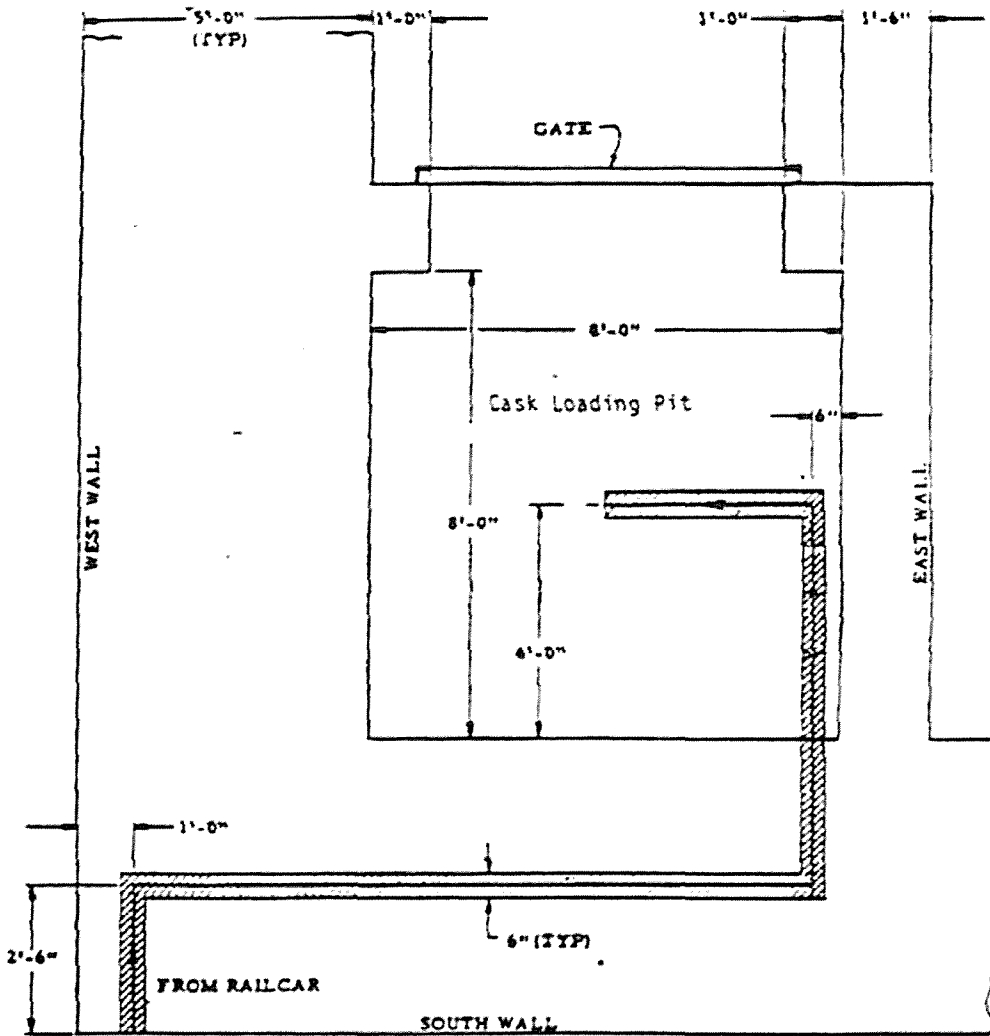 5'-0" 1'-0" 1'-0" 1'-6"
(TYP)
GATE
8'-0"
Cask Loading Pit
6"
WEST WALL
EAST WALL
8'-0"
4'-0"
1'-0"
2'-6"
6" (TYP)
FROM RAILCAR
SOUTH WALL